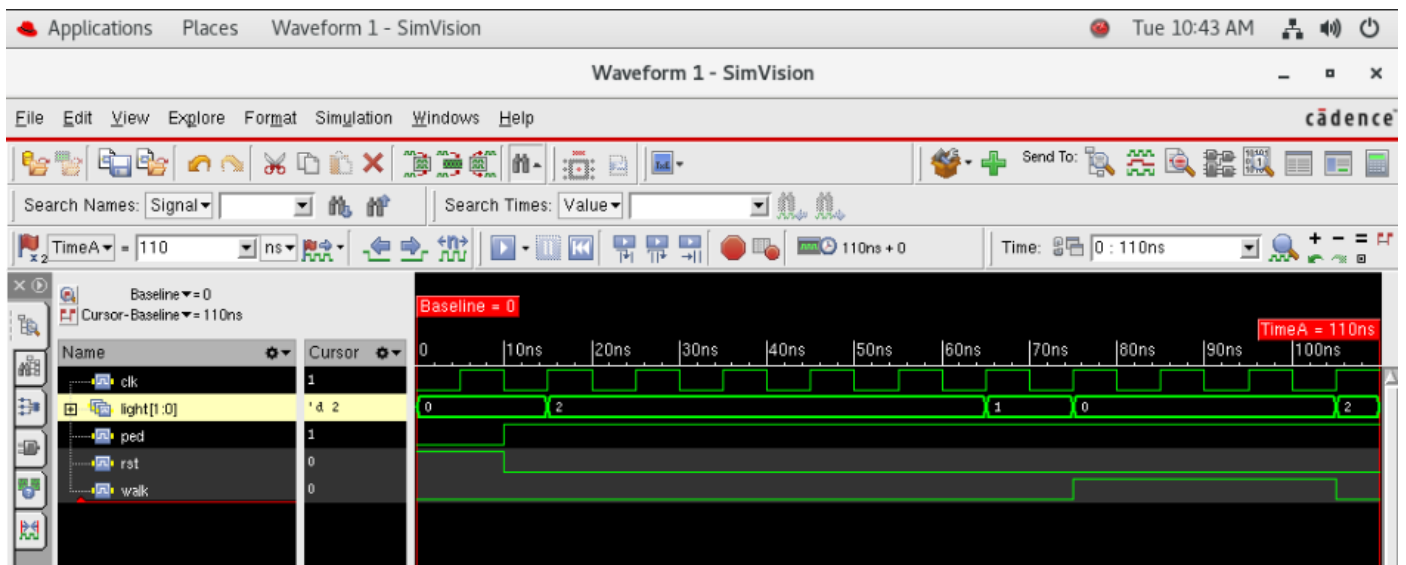 Applications Places Waveform 1 - SimVision Tue 10:43 AM
Waveform 1 - SimVision
File Edit View Explore Format Simulation Windows Help cādence
Send To:
Search Names: Signal Search Times: Value
x2 TimeA = 110 ns 110ns + 0 Time: 0 : 110ns
Baseline = 0
Cursor-Baseline = 110ns
Baseline = 0
TimeA = 110ns
Name Cursor 0 10ns 20ns 30ns 40ns 50ns 60ns 70ns 80ns 90ns 100ns
clk 1
light[1:0] 'd 2 0 2 1 0 2
ped 1
rst 0
walk 0